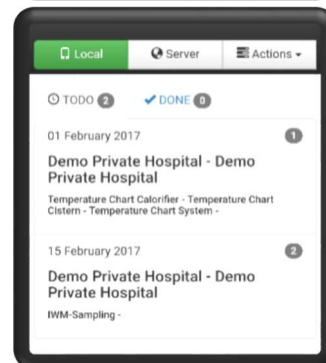 Local Server Actions
TODO 2 DONE 0
01 February 2017 1
Demo Private Hospital - Demo
Private Hospital
Temperature Chart Calorifier - Temperature Chart
Cistern - Temperature Chart System -
15 February 2017 2
Demo Private Hospital - Demo
Private Hospital
IWM-Sampling -